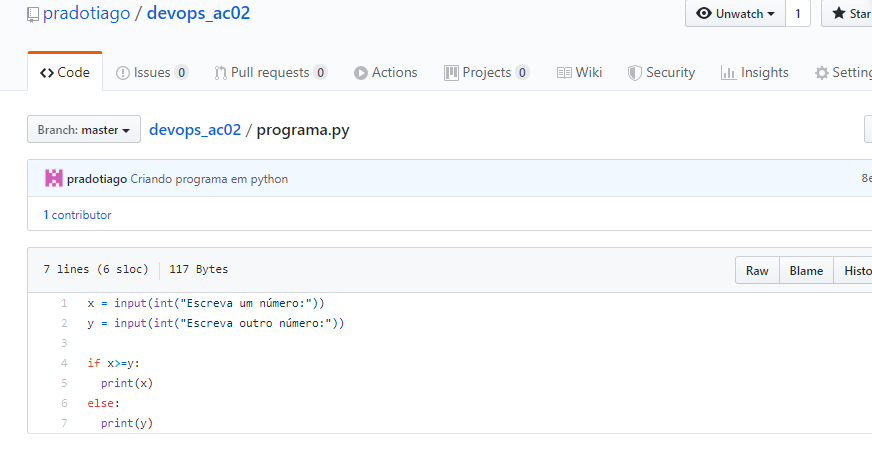 pradotiago / devops_ac02
Unwatch 1 Star
Code Issues 0 Pull requests 0 Actions Projects 0 Wiki Security Insights Setting
Branch: master devops_ac02 / programa.py
pradotiago Criando programa em python 8e
1 contributor
7 lines (6 sloc) 117 Bytes Raw Blame Histo
1 x = input(int("Escreva um número:"))
2 y = input(int("Escreva outro número:"))
3
4 if x>=y:
5 print(x)
6 else:
7 print(y)